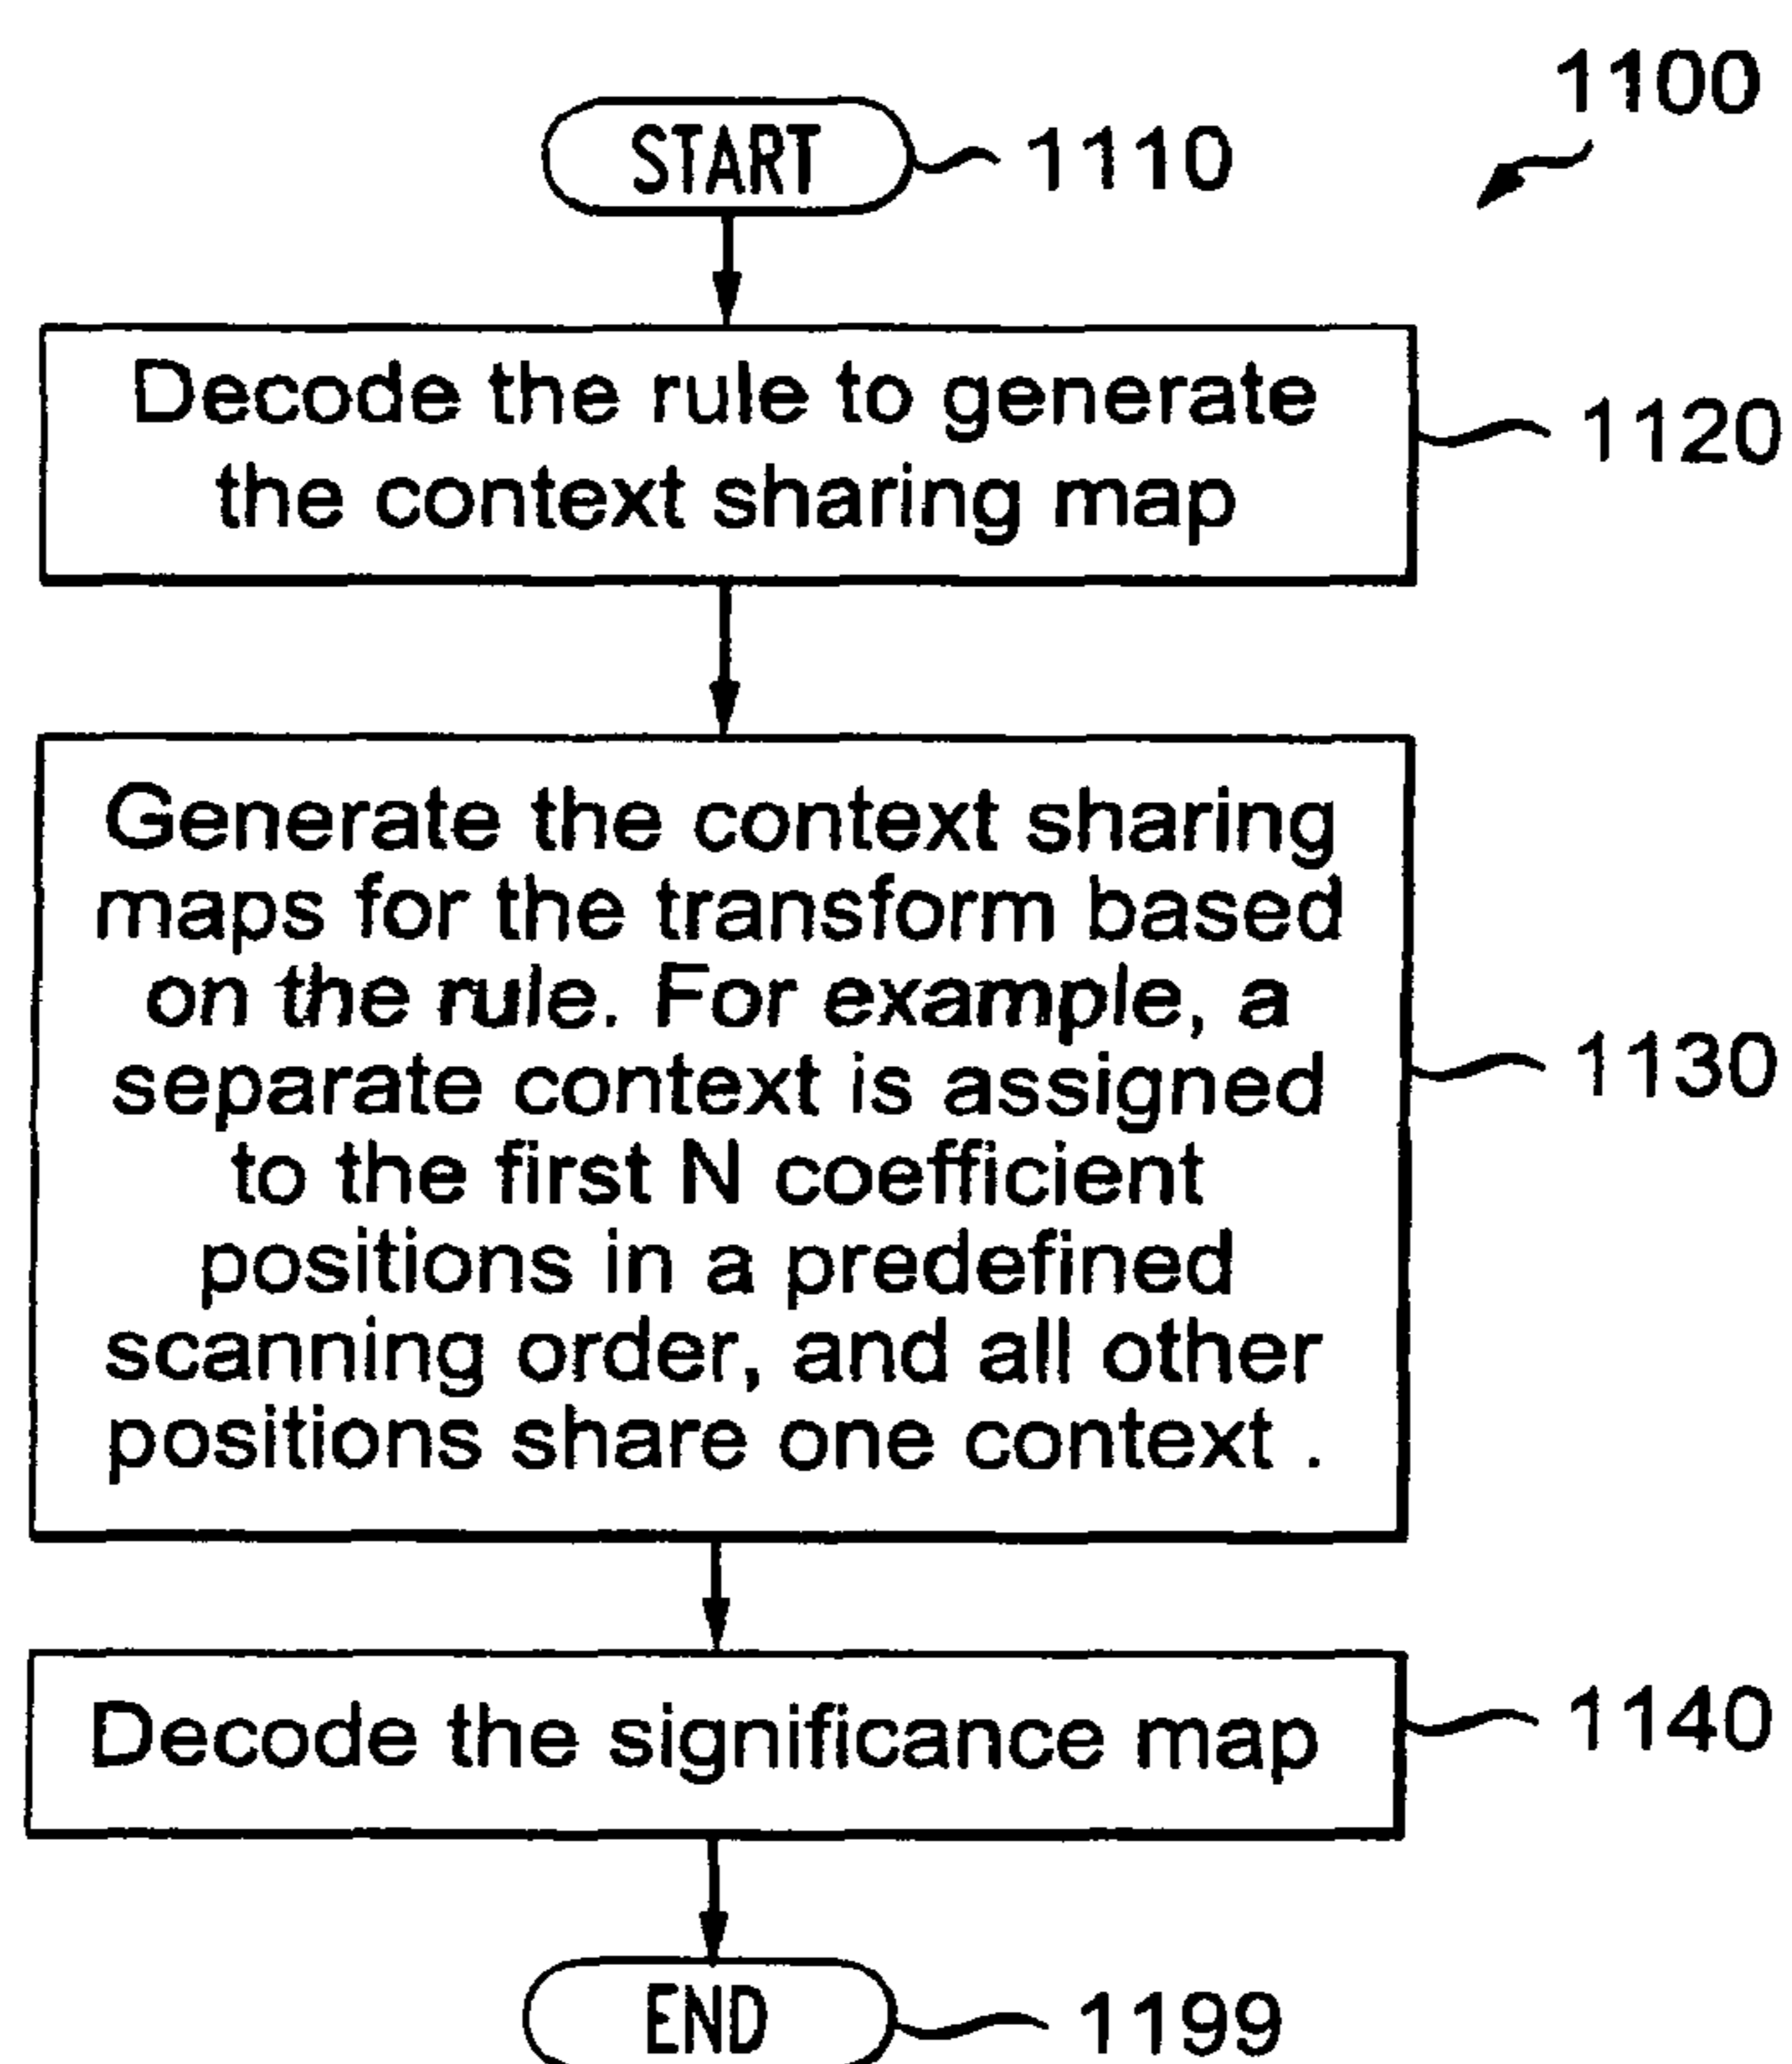 1100
START
1110
Decode the rule to generate
the context sharing map
1120
Generate the context sharing
maps for the transform based
on the rule. For example, a
separate context is assigned
to the first N coefficient
positions in a predefined
scanning order, and all other
positions share one context .
1130
Decode the significance map
1140
END
1199